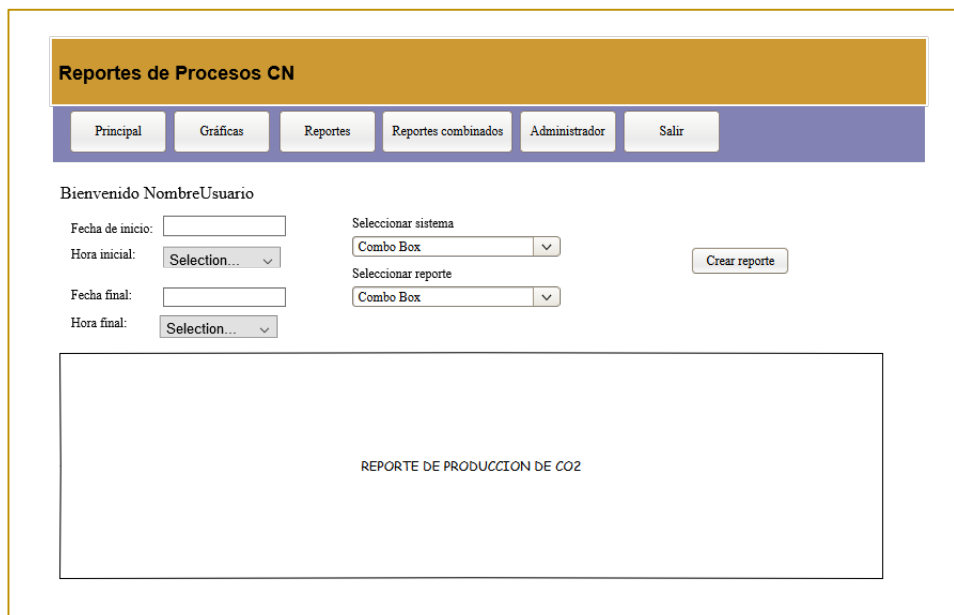 Reportes de Procesos CN
Principal
Gráficas
Reportes
Reportes combinados
Administrador
Salir
Bienvenido NombreUsuario
Fecha de inicio:
Hora inicial:
Selection...
Fecha final:
Hora final:
Selection...
Seleccionar sistema
Combo Box
Seleccionar reporte
Combo Box
Crear reporte
REPORTE DE PRODUCCION DE CO2